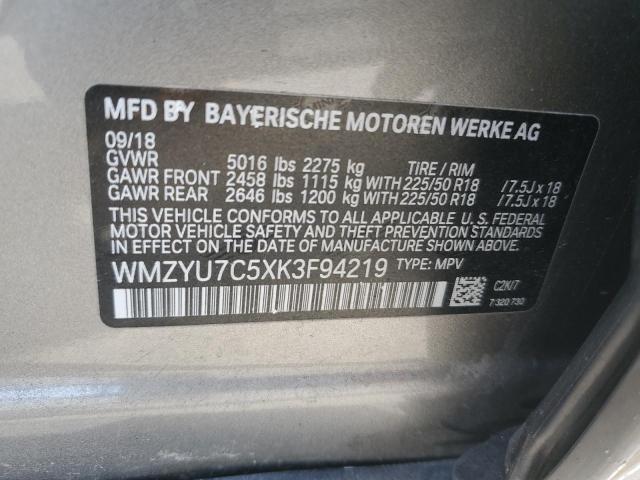 MFD BY BAYERISCHE MOTOREN WERKE AG
09/18
GVWR 5016 lbs 2275 kg TIRE / RIM
GAWR FRONT 2458 lbs 1115 kg WITH 225/50 R18 /7.5J x 18
GAWR REAR 2646 lbs 1200 kg WITH 225/50 R18 /7.5J x 18
THIS VEHICLE CONFORMS TO ALL APPLICABLE U. S. FEDERAL
MOTOR VEHICLE SAFETY AND THEFT PREVENTION STANDARDS
IN EFFECT ON THE DATE OF MANUFACTURE SHOWN ABOVE.
WMZYU7C5XK3F94219 TYPE: MPV
C2K/7
7 320 730